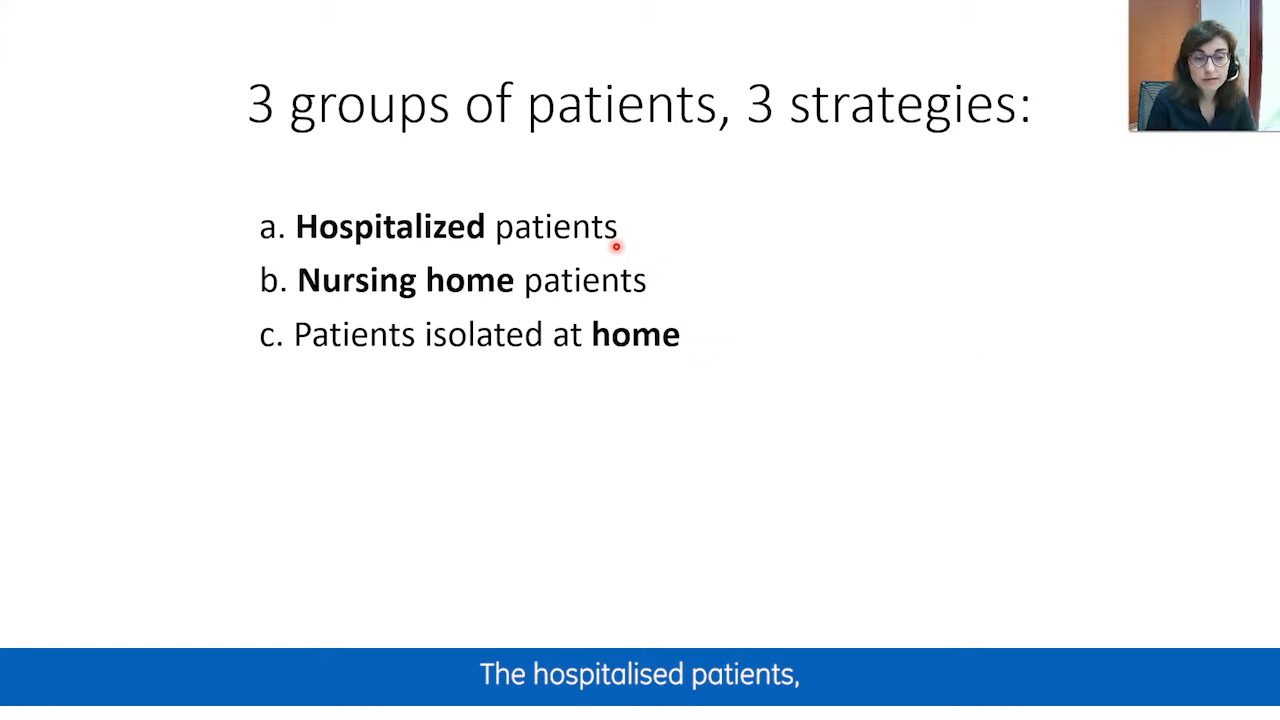 3 groups of patients, 3 strategies:
a. Hospitalized patients
b. Nursing home patients
c. Patients isolated at home
The hospitalised patients,